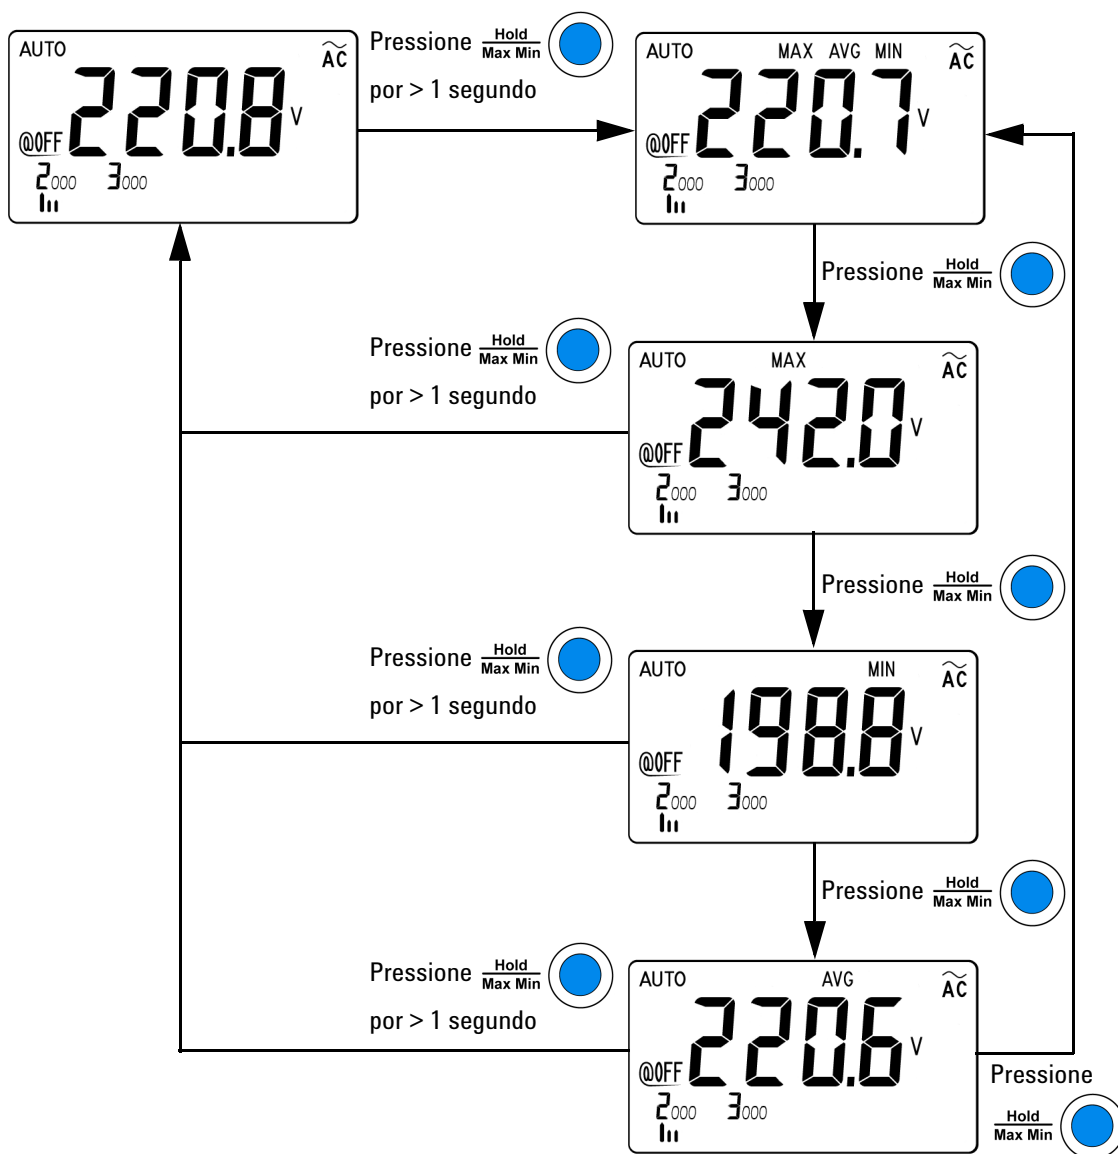 AUTO AC
220.8 V
@OFF
2000 3000
Pressione Hold
Max Min
por > 1 segundo
AUTO MAX AVG MIN AC
220.7 V
@OFF
2000 3000
Pressione Hold
Max Min
Pressione Hold
Max Min
por > 1 segundo
AUTO MAX AC
242.0 V
@OFF
2000 3000
Pressione Hold
Max Min
Pressione Hold
Max Min
por > 1 segundo
AUTO MIN AC
198.8 V
@OFF
2000 3000
Pressione Hold
Max Min
Pressione Hold
Max Min
por > 1 segundo
AUTO AVG AC
220.6 V
@OFF
2000 3000
Pressione
Hold
Max Min